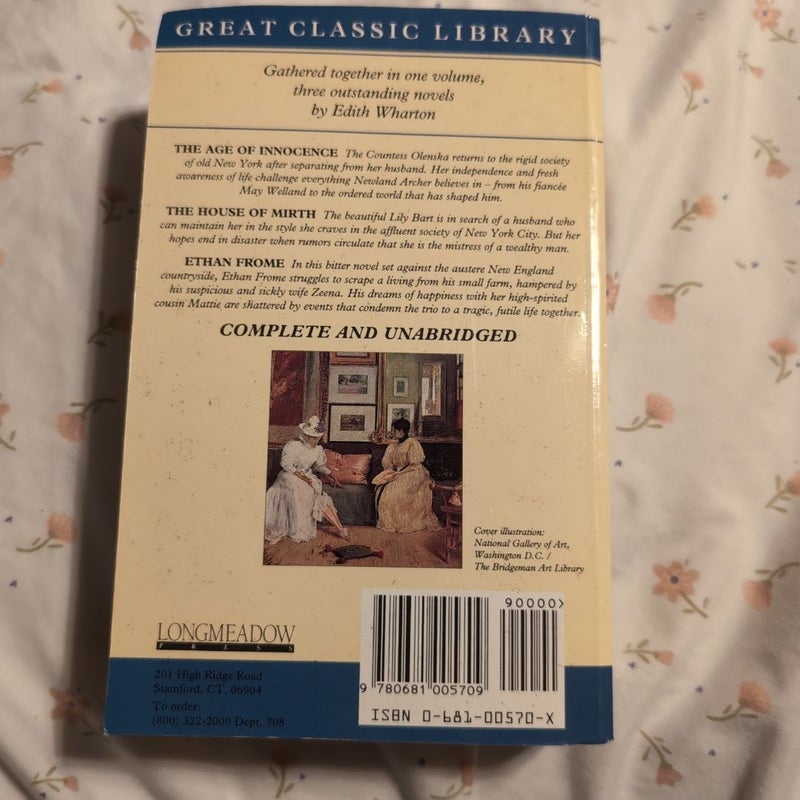 GREAT CLASSIC LIBRARY
Gathered together in one volume,
three outstanding novels
by Edith Wharton
THE AGE OF INNOCENCE The Countess Olenska returns to the rigid society
of old New York after separating from her husband. Her independence and fresh
awareness of life challenge everything Newland Archer believes in – from his fiancée
May Welland to the ordered world that has shaped him.
THE HOUSE OF MIRTH The beautiful Lily Bart is in search of a husband who
can maintain her in the style she craves in the affluent society of New York City. But her
hopes end in disaster when rumors circulate that she is the mistress of a wealthy man.
ETHAN FROME In this bitter novel set against the austere New England
countryside, Ethan Frome struggles to scrape a living from his small farm, hampered by
his suspicious and sickly wife Zeena. His dreams of happiness with her high-spirited
cousin Mattie are shattered by events that condemn the trio to a tragic, futile life together.
COMPLETE AND UNABRIDGED
Cover illustration:
National Gallery of Art,
Washington D.C. /
The Bridgeman Art Library
LONGMEADOW
PRESS
201 High Ridge Road
Stamford, CT. 06904
To order:
(800) 322-2000 Dept. 708
90000>
9 780681 005709
ISBN 0-681-00570-X